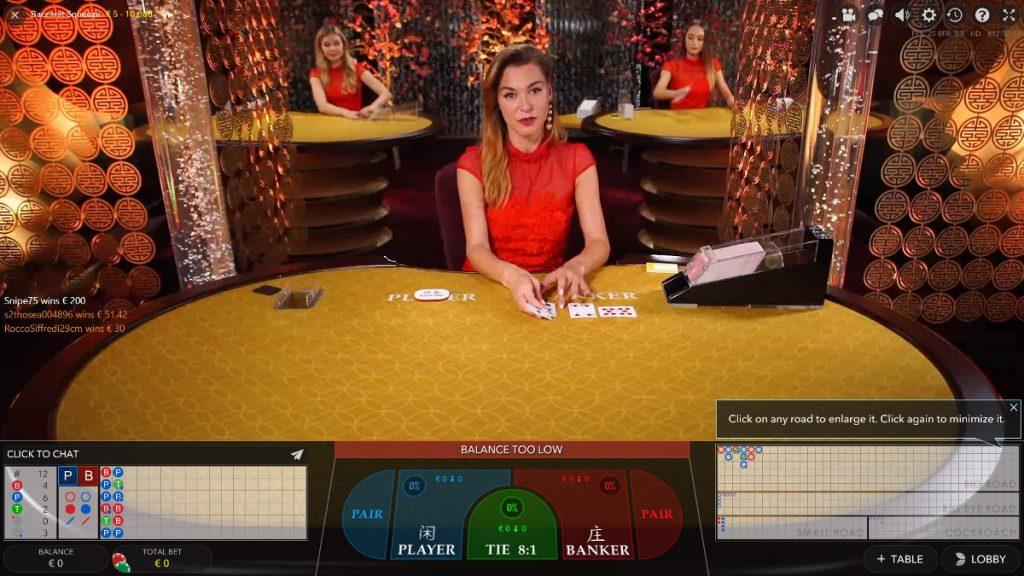 Baccarat Squeeze € 5 - 10,000
Snipe75 wins € 200
s2thosea004896 wins € 51.42
RoccoSiffredi29cm wins € 30
PLAYER
Click on any road to enlarge it. Click again to minimize it.
CLICK TO CHAT
BALANCE TOO LOW
# 12
B 4
P 6
T 2
P B
B P
P T
P P
B B
T B
P P
PAIR
0%
€ 0 0
闲
PLAYER
0%
€ 0 0
TIE 8:1
€ 0 0
0%
庄
BANKER
PAIR
BIG ROAD
BIG EYE ROAD
SMALL ROAD
COCKROACH
BALANCE
€ 0
TOTAL BET
€ 0
+ TABLE
LOBBY